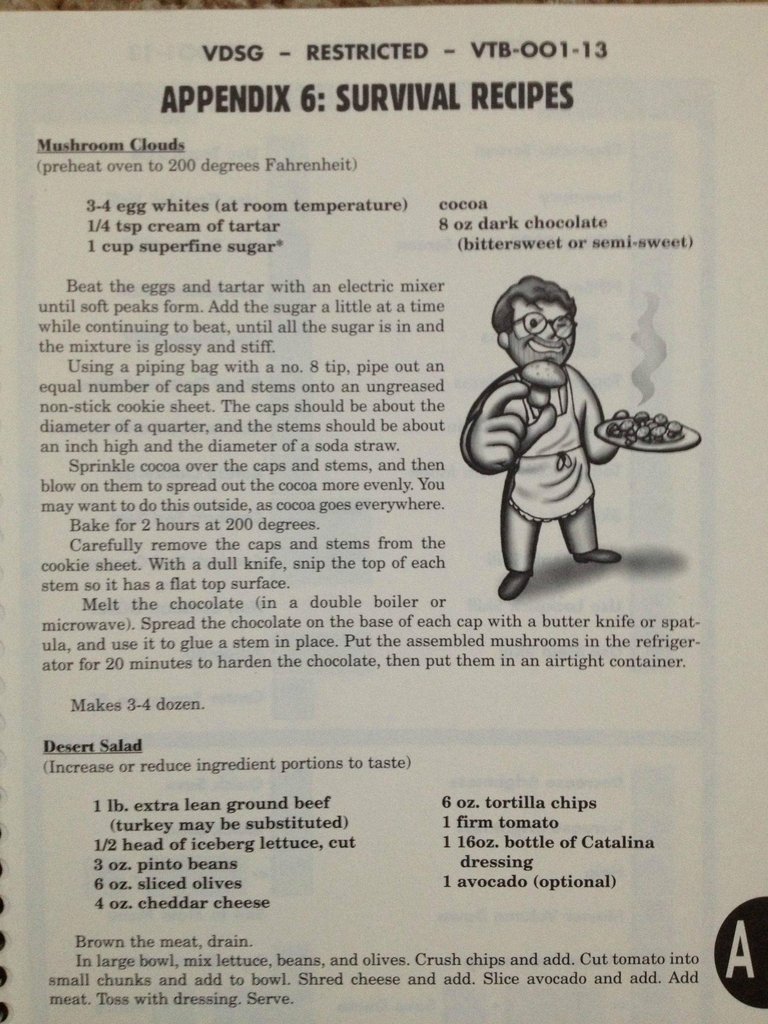 VDSG – RESTRICTED – VTB-OO1-13
APPENDIX 6: SURVIVAL RECIPES
Mushroom Clouds
(preheat oven to 200 degrees Fahrenheit)
3-4 egg whites (at room temperature)
1/4 tsp cream of tartar
1 cup superfine sugar*
cocoa
8 oz dark chocolate
(bittersweet or semi-sweet)
Beat the eggs and tartar with an electric mixer
until soft peaks form. Add the sugar a little at a time
while continuing to beat, until all the sugar is in and
the mixture is glossy and stiff.
Using a piping bag with a no. 8 tip, pipe out an
equal number of caps and stems onto an ungreased
non-stick cookie sheet. The caps should be about the
diameter of a quarter, and the stems should be about
an inch high and the diameter of a soda straw.
Sprinkle cocoa over the caps and stems, and then
blow on them to spread out the cocoa more evenly. You
may want to do this outside, as cocoa goes everywhere.
Bake for 2 hours at 200 degrees.
Carefully remove the caps and stems from the
cookie sheet. With a dull knife, snip the top of each
stem so it has a flat top surface.
Melt the chocolate (in a double boiler or
microwave). Spread the chocolate on the base of each cap with a butter knife or spat-
ula, and use it to glue a stem in place. Put the assembled mushrooms in the refriger-
ator for 20 minutes to harden the chocolate, then put them in an airtight container.
Makes 3-4 dozen.
Desert Salad
(Increase or reduce ingredient portions to taste)
1 lb. extra lean ground beef
(turkey may be substituted)
1/2 head of iceberg lettuce, cut
3 oz. pinto beans
6 oz. sliced olives
4 oz. cheddar cheese
6 oz. tortilla chips
1 firm tomato
1 16oz. bottle of Catalina
dressing
1 avocado (optional)
Brown the meat, drain.
In large bowl, mix lettuce, beans, and olives. Crush chips and add. Cut tomato into
small chunks and add to bowl. Shred cheese and add. Slice avocado and add. Add
meat. Toss with dressing. Serve.
A